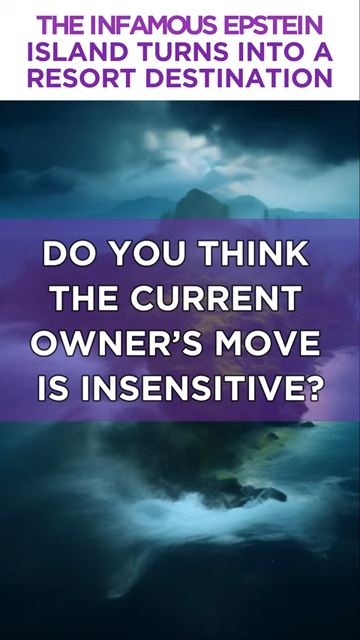 THE INFAMOUS EPSTEIN
ISLAND TURNS INTO A
RESORT DESTINATION
DO YOU THINK
THE CURRENT
OWNER'S MOVE
IS INSENSITIVE?